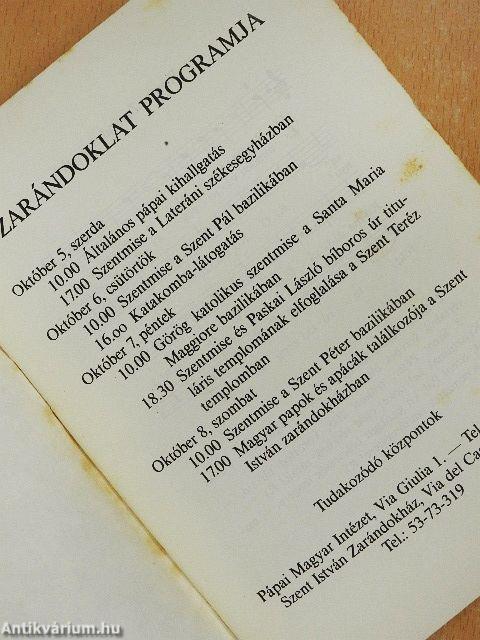 ZARÁNDOKLAT PROGRAMJA
Október 5, szerda
10.00 Általános pápai kihallgatás
17.00 Szentmise a Lateráni székesegyházban
Október 6, csütörtök
10.00 Szentmise a Szent Pál bazilikában
16.oo Katakomba-látogatás
Október 7, péntek
10.00 Görög katolikus szentmise a Santa Maria
Maggiore bazilikában
18.30 Szentmise és Paskai László bíboros úr titu-
láris templomának elfoglalása a Szent Teréz
templomban
Október 8, szombat
10.00 Szentmise a Szent Péter bazilikában
17.00 Magyar papok és apácák találkozója a Szent
István zarándokházban
Tudakozódó központok
Pápai Magyar Intézet, Via Giulia 1. — Tel
Szent István Zarándokház, Via del
Tel.: 53-73-319
Antikvárium.hu